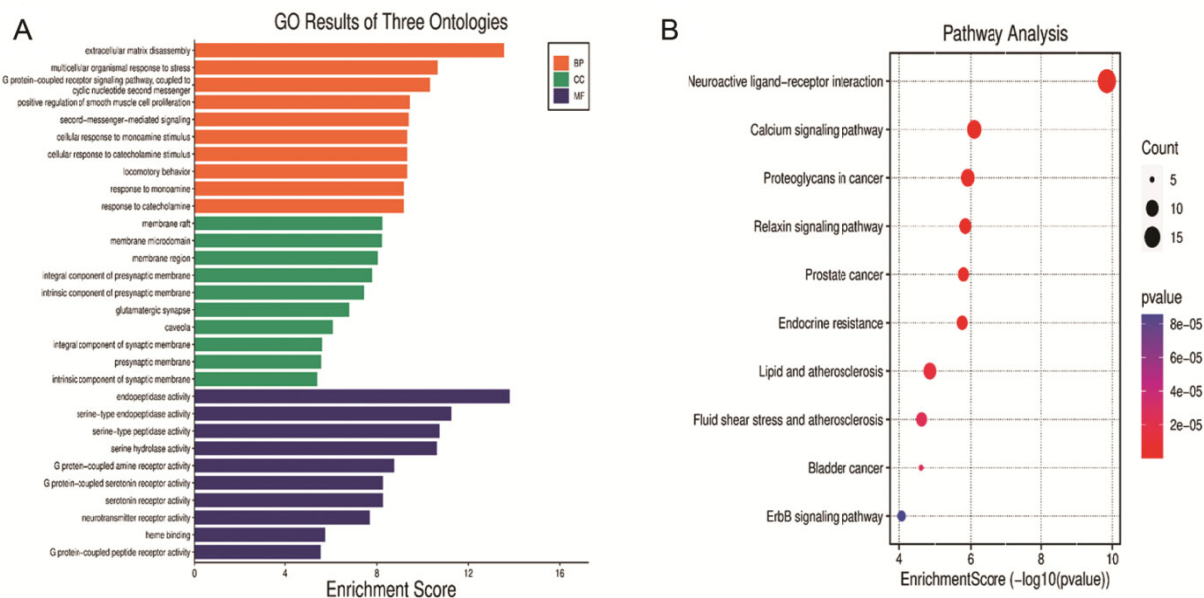 A
GO Results of Three Ontologies
extracellular matrix disassembly
multicellular organismal response to stress
G protein-coupled receptor signaling pathway, coupled to
cyclic nucleotide second messenger
positive regulation of smooth muscle cell proliferation
second-messenger-mediated signaling
cellular response to monoamine stimulus
cellular response to catecholamine stimulus
locomotory behavior
response to monoamine
response to catecholamine
membrane raft
membrane microdomain
membrane region
integral component of presynaptic membrane
intrinsic component of presynaptic membrane
glutamatergic synapse
caveola
integral component of synaptic membrane
presynaptic membrane
intrinsic component of synaptic membrane
endopeptidase activity
serine-type endopeptidase activity
serine-type peptidase activity
serine hydrolase activity
G protein-coupled amine receptor activity
G protein-coupled serotonin receptor activity
serotonin receptor activity
neurotransmitter receptor activity
heme binding
G protein-coupled peptide receptor activity
0 4 8 12 16
Enrichment Score
BP
CC
MF
B
Pathway Analysis
Neuroactive ligand-receptor interaction
Calcium signaling pathway
Proteoglycans in cancer
Relaxin signaling pathway
Prostate cancer
Endocrine resistance
Lipid and atherosclerosis
Fluid shear stress and atherosclerosis
Bladder cancer
ErbB signaling pathway
4 6 8 10
EnrichmentScore (-log10(pvalue))
Count
5
10
15
pvalue
8e-05
6e-05
4e-05
2e-05